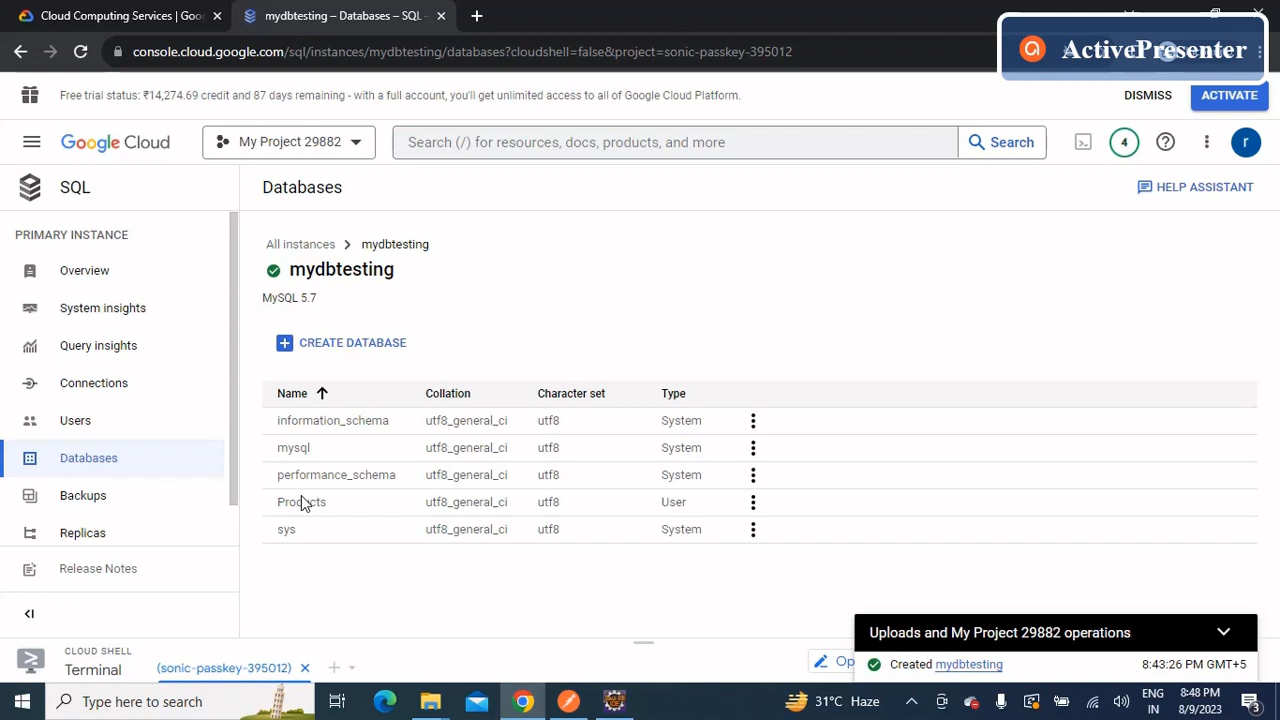 Cloud Computing Services | Goog
mydbtesting – Databases – SQL –
console.cloud.google.com/sql/instances/mydbtesting/databases?cloudshell=false&project=sonic-passkey-395012
ActivePresenter
Free trial status: ₹14,274.69 credit and 87 days remaining - with a full account, you'll get unlimited access to all of Google Cloud Platform.
DISMISS
ACTIVATE
Google Cloud
My Project 29882
Search (/) for resources, docs, products, and more
Search
4
r
SQL
Databases
HELP ASSISTANT
PRIMARY INSTANCE
Overview
System insights
Query insights
Connections
Users
Databases
Backups
Replicas
Release Notes
All instances > mydbtesting
mydbtesting
MySQL 5.7
CREATE DATABASE
Name Collation Character set Type
information_schema utf8_general_ci utf8 System
mysql utf8_general_ci utf8 System
performance_schema utf8_general_ci utf8 System
Products utf8_general_ci utf8 User
sys utf8_general_ci utf8 System
Uploads and My Project 29882 operations
Created mydbtesting 8:43:26 PM GMT+5
CLOUD SHELL
Terminal
(sonic-passkey-395012)
Op
Type here to search
31°C Haze
ENG
IN
8:48 PM
8/9/2023
3